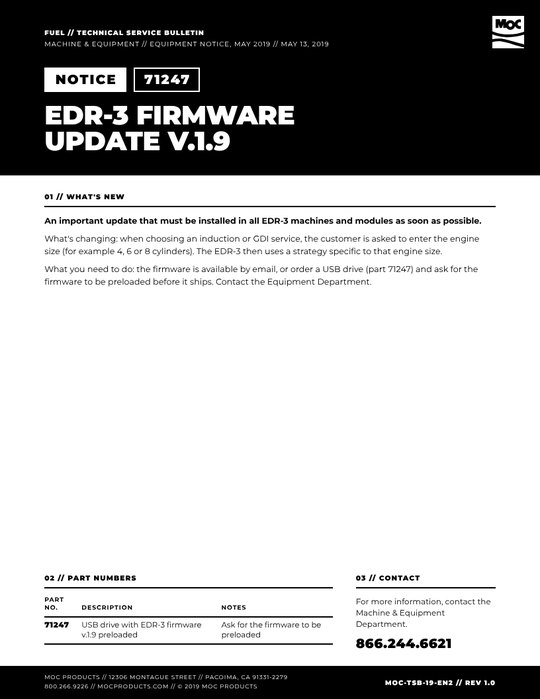 FUEL // TECHNICAL SERVICE BULLETIN
MACHINE & EQUIPMENT // EQUIPMENT NOTICE, MAY 2019 // MAY 13, 2019
MOC
NOTICE 71247
EDR-3 FIRMWARE
UPDATE V.1.9
01 // WHAT'S NEW
An important update that must be installed in all EDR-3 machines and modules as soon as possible.
What's changing: when choosing an induction or GDI service, the customer is asked to enter the engine
size (for example 4, 6 or 8 cylinders). The EDR-3 then uses a strategy specific to that engine size.
What you need to do: the firmware is available by email, or order a USB drive (part 71247) and ask for the
firmware to be preloaded before it ships. Contact the Equipment Department.
02 // PART NUMBERS
PART
NO. DESCRIPTION NOTES
71247 USB drive with EDR-3 firmware Ask for the firmware to be
v.1.9 preloaded preloaded
03 // CONTACT
For more information, contact the
Machine & Equipment
Department.
866.244.6621
MOC PRODUCTS // 12306 MONTAGUE STREET // PACOIMA, CA 91331-2279
800.266.9226 // MOCPRODUCTS.COM // © 2019 MOC PRODUCTS
MOC-TSB-19-EN2 // REV 1.0